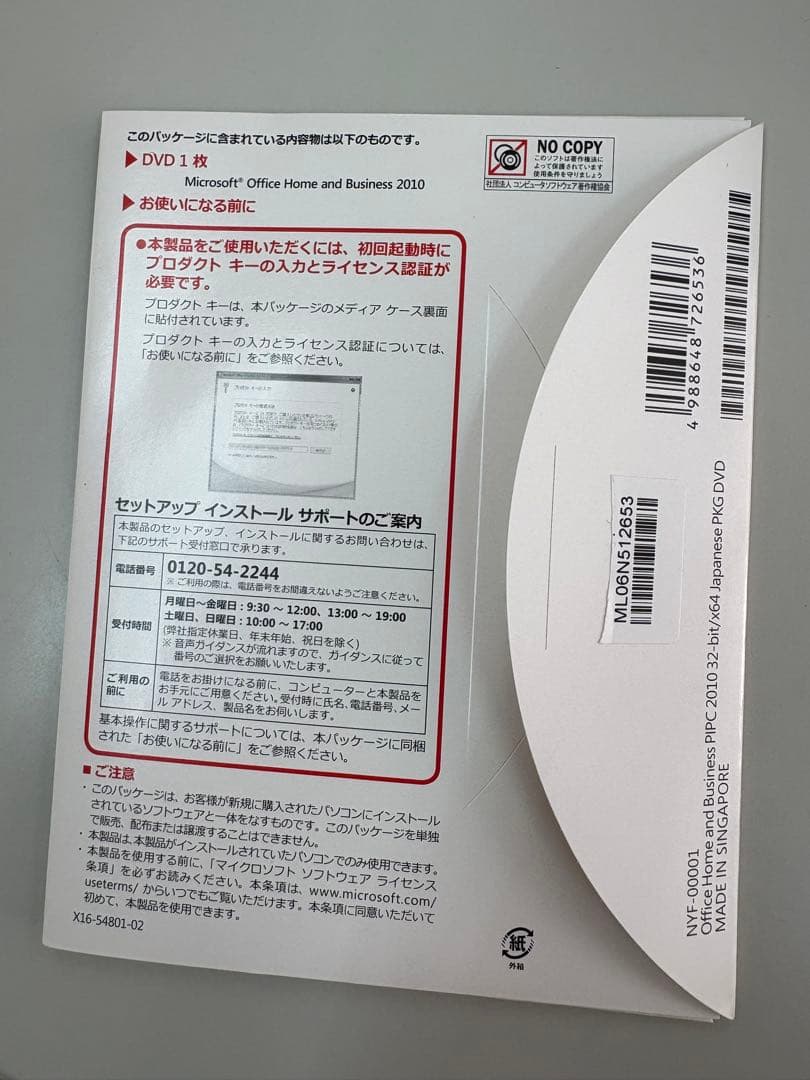 このパッケージに含まれている内容物は以下のものです。
▶ DVD 1 枚
Microsoft® Office Home and Business 2010
▶ お使いになる前に
●本製品をご使用いただくには、初回起動時に
プロダクト キーの入力とライセンス認証が
必要です。
プロダクト キーは、本パッケージのメディア ケース裏面
に貼付されています。
プロダクト キーの入力とライセンス認証については、
「お使いになる前に」をご参照ください。
プロダクト キーの入力
セットアップ インストール サポートのご案内
本製品のセットアップ、インストールに関するお問い合わせは、
下記のサポート受付窓口で承ります。
電話番号
0120-54-2244
※ ご利用の際は、電話番号をお間違えないようご注意ください。
受付時間
月曜日～金曜日：9:30 ～ 12:00、13:00 ～ 19:00
土曜日、日曜日：10:00 ～ 17:00
(弊社指定休業日、年末年始、祝日を除く)
※ 音声ガイダンスが流れますので、ガイダンスに従って
番号のご選択をお願いいたします。
ご利用の
前に
電話をお掛けになる前に、コンピューターと本製品を
お手元にご用意ください。受付時に氏名、電話番号、メー
ル アドレス、製品名をお伺いします。
基本操作に関するサポートについては、本パッケージに同梱
された「お使いになる前に」をご参照ください。
■ ご注意
・このパッケージは、お客様が新規に購入されたパソコンにインストール
されているソフトウェアと一体をなすものです。このパッケージを単独
で販売、配布または譲渡することはできません。
・本製品は、本製品がインストールされていたパソコンでのみ使用できます。
・本製品を使用する前に、「マイクロソフト ソフトウェア ライセンス
条項」を必ずお読みください。本条項は、www.microsoft.com/
useterms/ からいつでもご覧いただけます。本条項に同意いただいて
初めて、本製品を使用できます。
X16-54801-02
NO COPY
このソフトは著作権法に
よって保護されています
使用条件を守りましょう
社団法人 コンピュータソフトウェア著作権協会
4 988648 726536
ML06N512653
NYF-00001
Office Home and Business PIPC 2010 32-bit/x64 Japanese PKG DVD
MADE IN SINGAPORE
紙
外箱